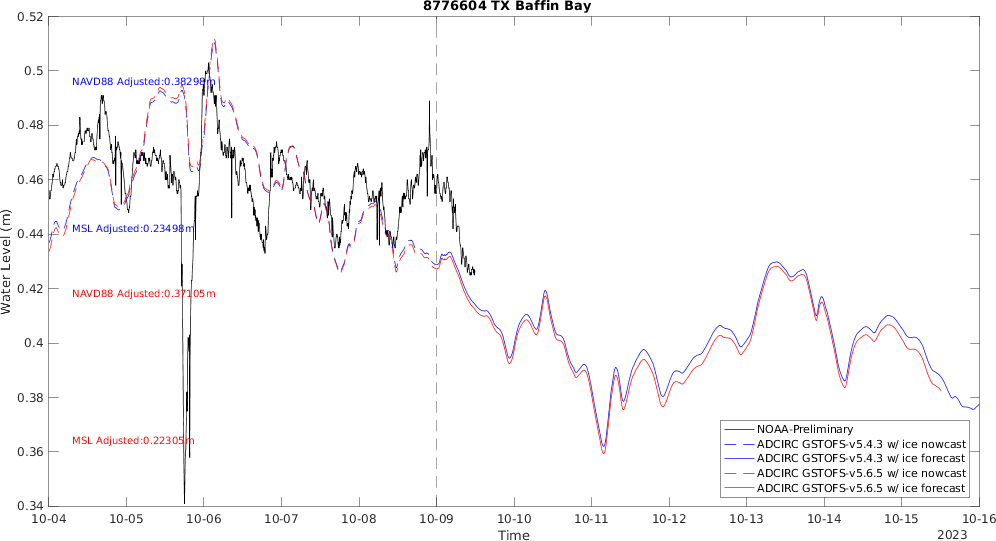 8776604 TX Baffin Bay
0.52
0.5
0.48
0.46
0.44
0.42
0.4
0.38
0.36
0.34
Water Level (m)
NAVD88 Adjusted:0.38298m
MSL Adjusted:0.23498m
NAVD88 Adjusted:0.37105m
MSL Adjusted:0.22305m
NOAA-Preliminary
ADCIRC GSTOFS-v5.4.3 w/ ice nowcast
ADCIRC GSTOFS-v5.4.3 w/ ice forecast
ADCIRC GSTOFS-v5.6.5 w/ ice nowcast
ADCIRC GSTOFS-v5.6.5 w/ ice forecast
10-04 10-05 10-06 10-07 10-08 10-09 10-10 10-11 10-12 10-13 10-14 10-15 10-16
Time
2023